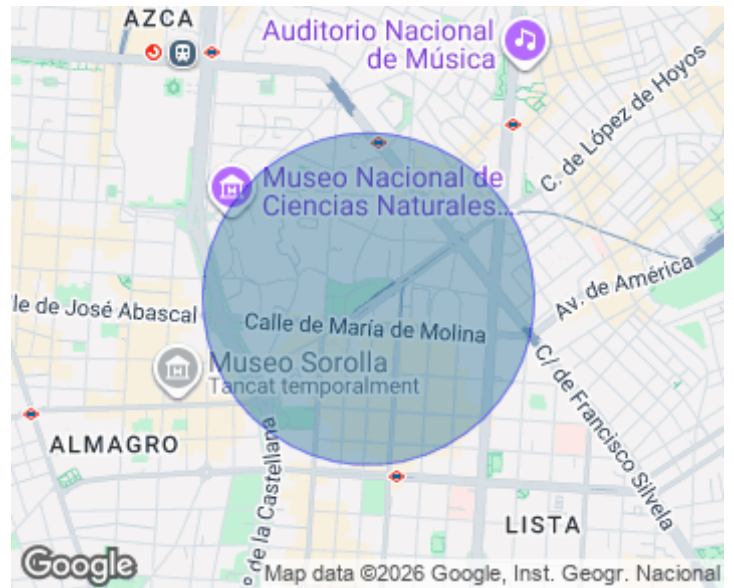 AZCA
Auditorio Nacional
de Música
C. de López de Hoyos
Museo Nacional de
Ciencias Naturales...
Av. de América
lle de José Abascal
Calle de María de Molina
Museo Sorolla
Tancat temporalment
C/ de Francisco Silvela
ALMAGRO
º de la Castellana
LISTA
Google
Map data ©2026 Google, Inst. Geogr. Nacional